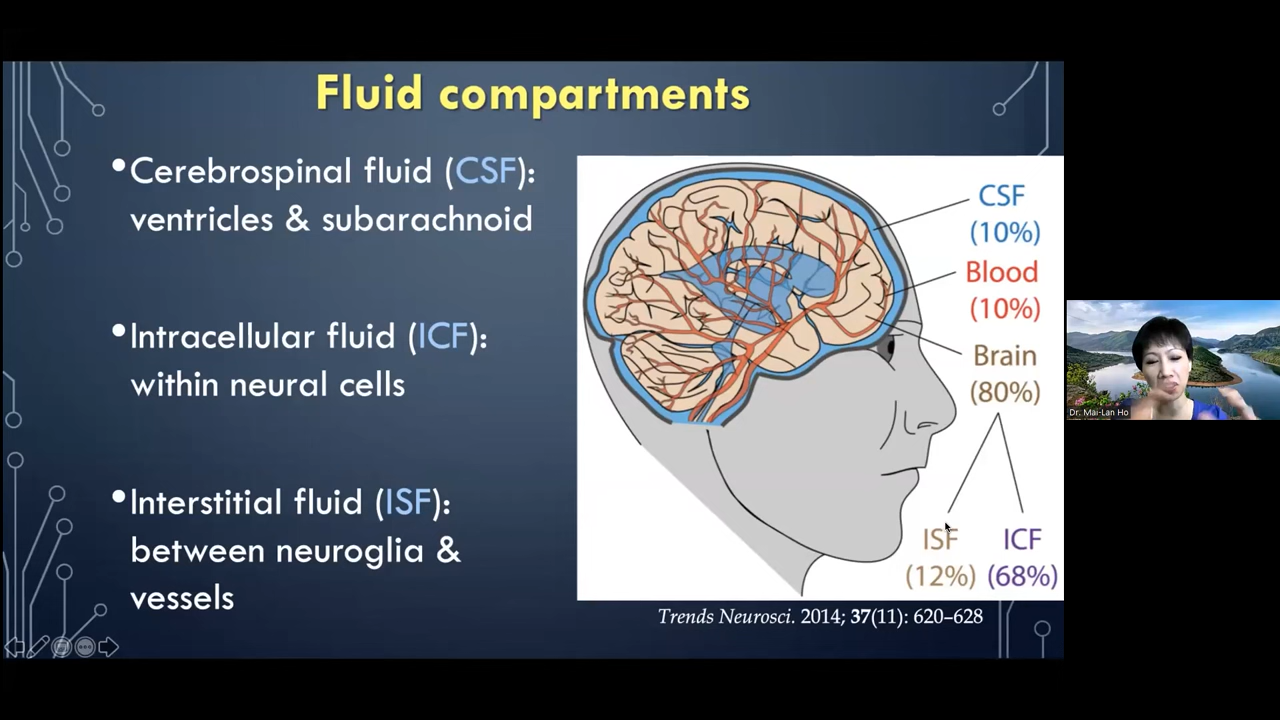 Fluid compartments
•Cerebrospinal fluid (CSF):
ventricles & subarachnoid
•Intracellular fluid (ICF):
within neural cells
•Interstitial fluid (ISF):
between neuroglia &
vessels
CSF
(10%)
Blood
(10%)
Brain
(80%)
ISF ICF
(12%) (68%)
Trends Neurosci. 2014; 37(11): 620–628
Dr. Mai-Lan Ho